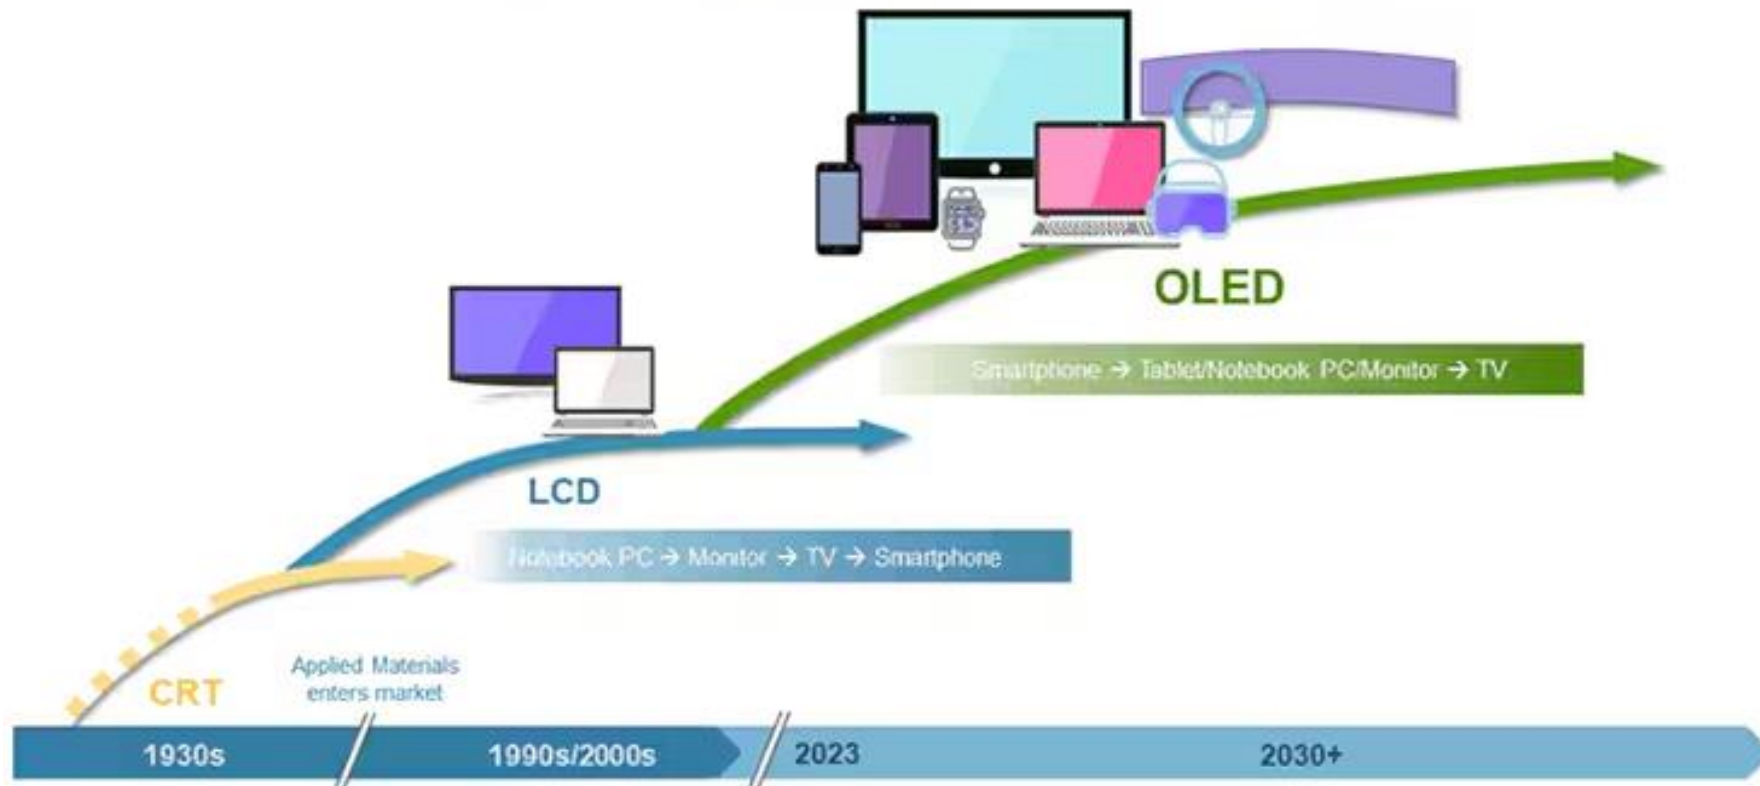 OLED
Smartphone → Tablet/Notebook PC/Monitor → TV
LCD
Notebook PC → Monitor → TV → Smartphone
CRT
Applied Materials
enters market
1930s
1990s/2000s
2023
2030+